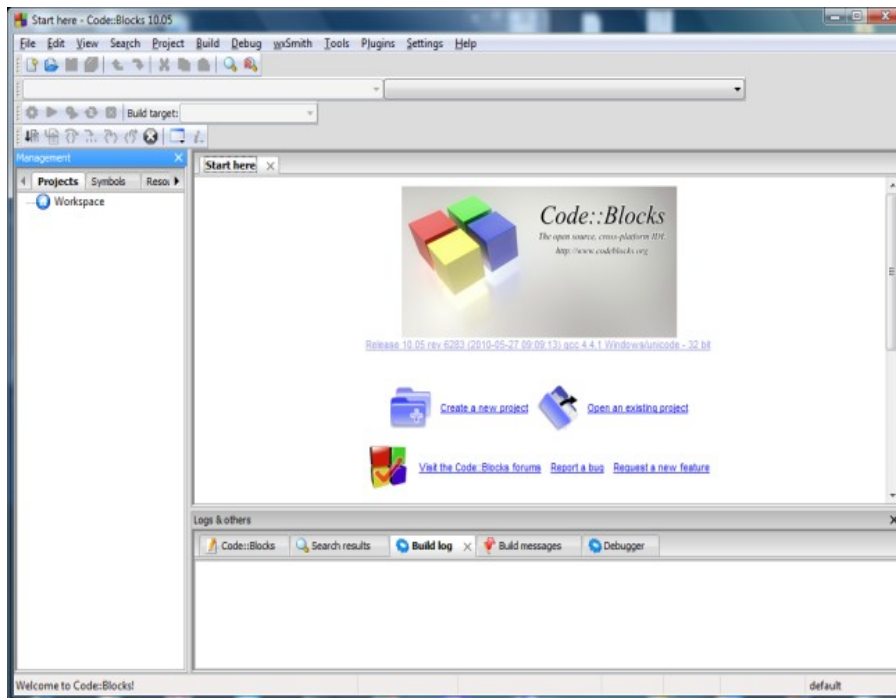 Start here - Code::Blocks 10.05
File Edit View Search Project Build Debug wxSmith Tools Plugins Settings Help
Build target:
Management
Start here
Projects Symbols Resou
Workspace
Code::Blocks
The open source, cross-platform IDE.
http://www.codeblocks.org
Release 10.05 rev 6283 (2010-05-27 09:09:13) gcc 4.4.1 Windows/unicode - 32 bit
Create a new project Open an existing project
Visit the Code::Blocks forums Report a bug Request a new feature
Logs & others
Code::Blocks Search results Build log Build messages Debugger
Welcome to Code::Blocks!
default